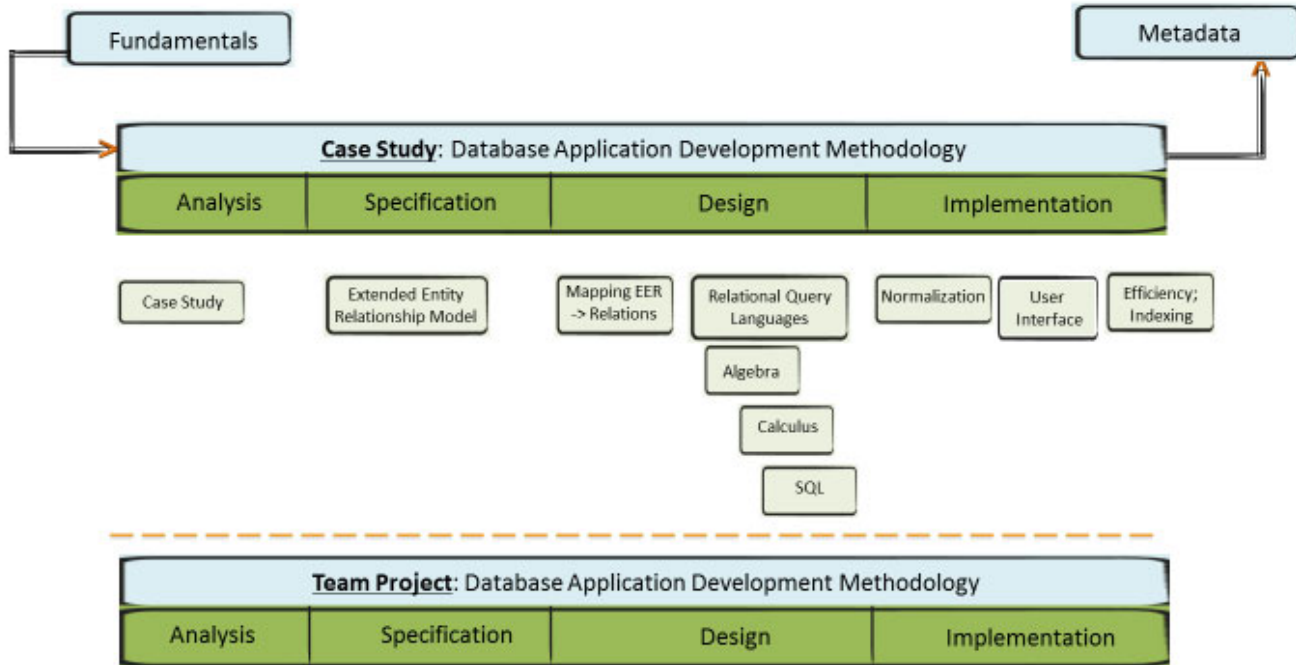 Fundamentals
Metadata
Case Study: Database Application Development Methodology
Analysis
Specification
Design
Implementation
Case Study
Extended Entity
Relationship Model
Mapping EER
-> Relations
Relational Query
Languages
Algebra
Calculus
SQL
Normalization
User
Interface
Efficiency;
Indexing
Team Project: Database Application Development Methodology
Analysis
Specification
Design
Implementation